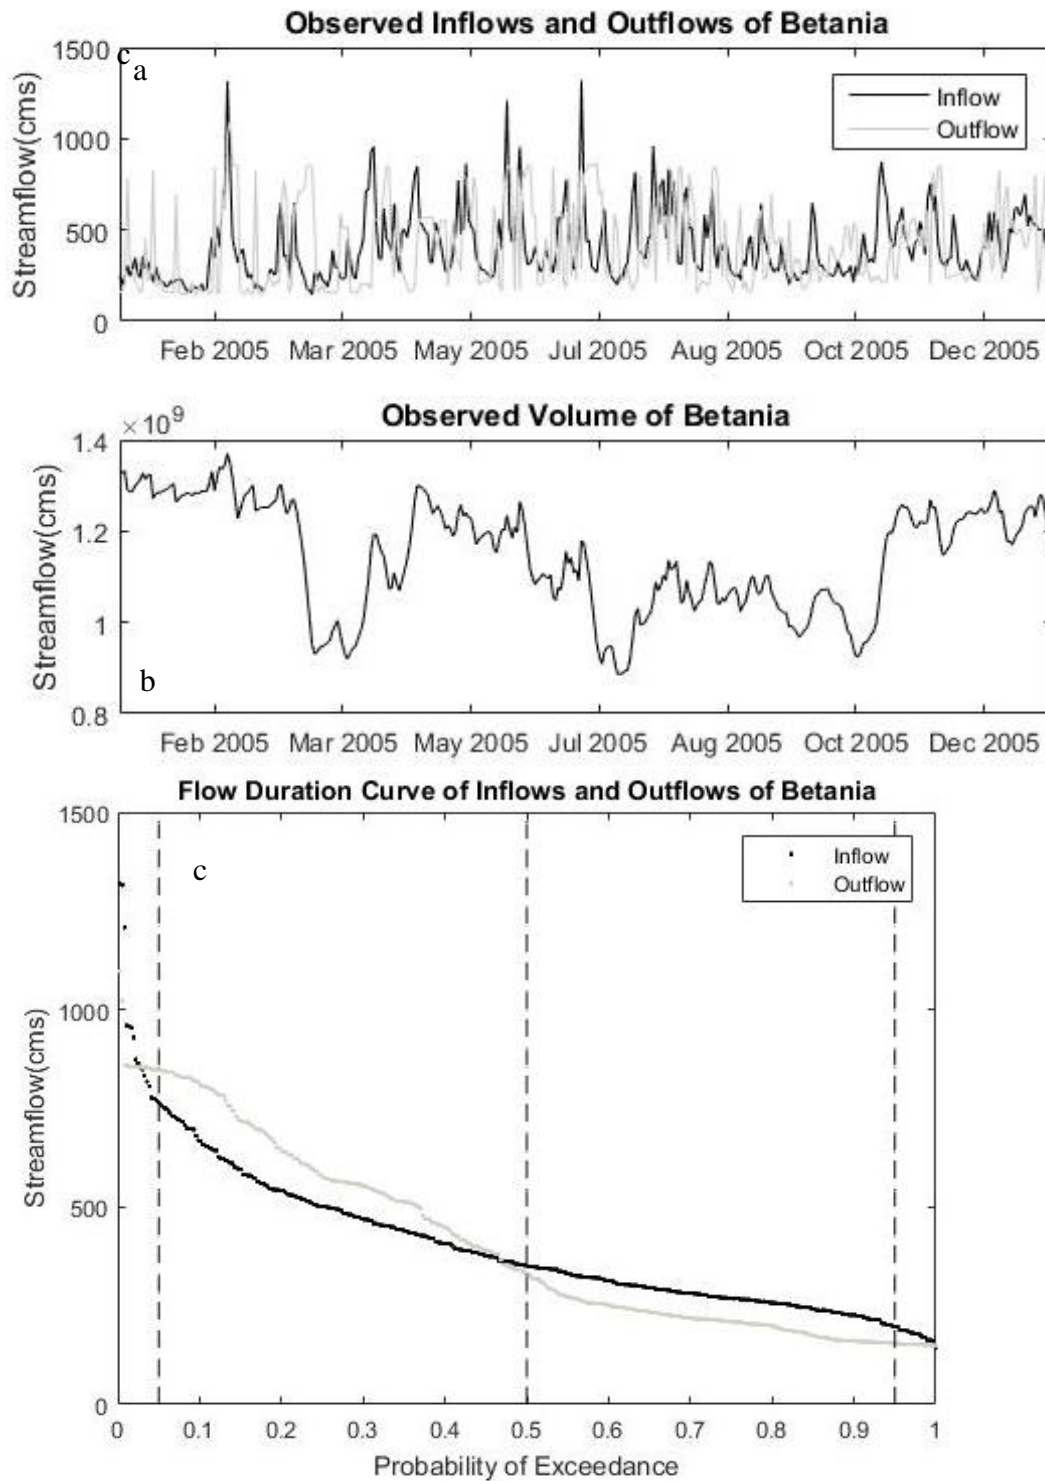 Observed Inflows and Outflows of Betania
1500
c
a
Inflow
Outflow
1000
500
0
Streamflow(cms)
Feb 2005 Mar 2005 May 2005 Jul 2005 Aug 2005 Oct 2005 Dec 2005
×10^9
Observed Volume of Betania
1.4
1.2
1
0.8
Streamflow(cms)
b
Feb 2005 Mar 2005 May 2005 Jul 2005 Aug 2005 Oct 2005 Dec 2005
Flow Duration Curve of Inflows and Outflows of Betania
1500
c
Inflow
Outflow
1000
500
0
Streamflow(cms)
0 0.1 0.2 0.3 0.4 0.5 0.6 0.7 0.8 0.9 1
Probability of Exceedance